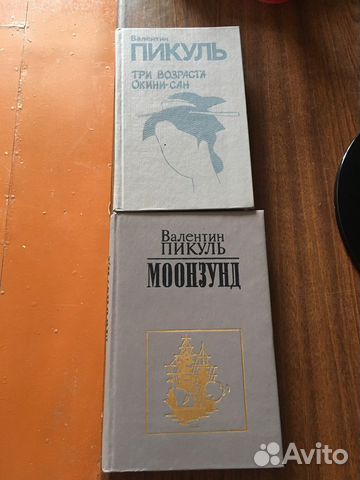 Валентин
ПИКУЛЬ
ТРИ ВОЗРАСТА
ОКИНИ-САН
Валентин
ПИКУЛЬ
МООНЗУНД
Avito